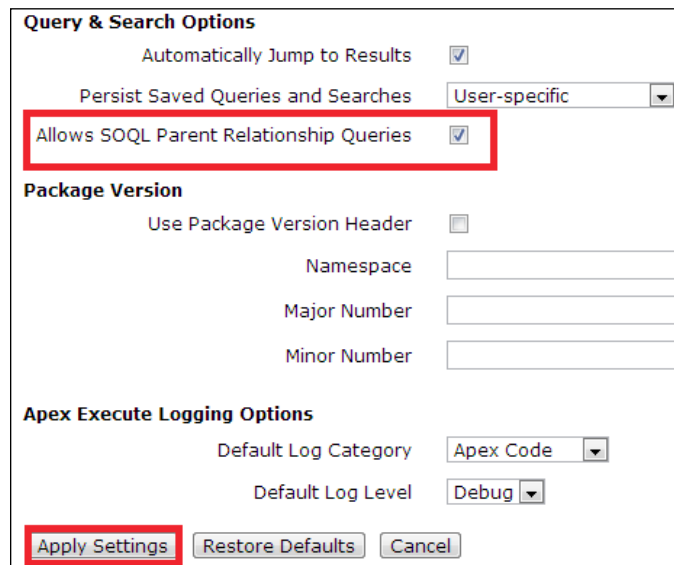 Query & Search Options
Automatically Jump to Results
Persist Saved Queries and Searches User-specific
Allows SOQL Parent Relationship Queries
Package Version
Use Package Version Header
Namespace
Major Number
Minor Number
Apex Execute Logging Options
Default Log Category Apex Code
Default Log Level Debug
Apply Settings Restore Defaults Cancel